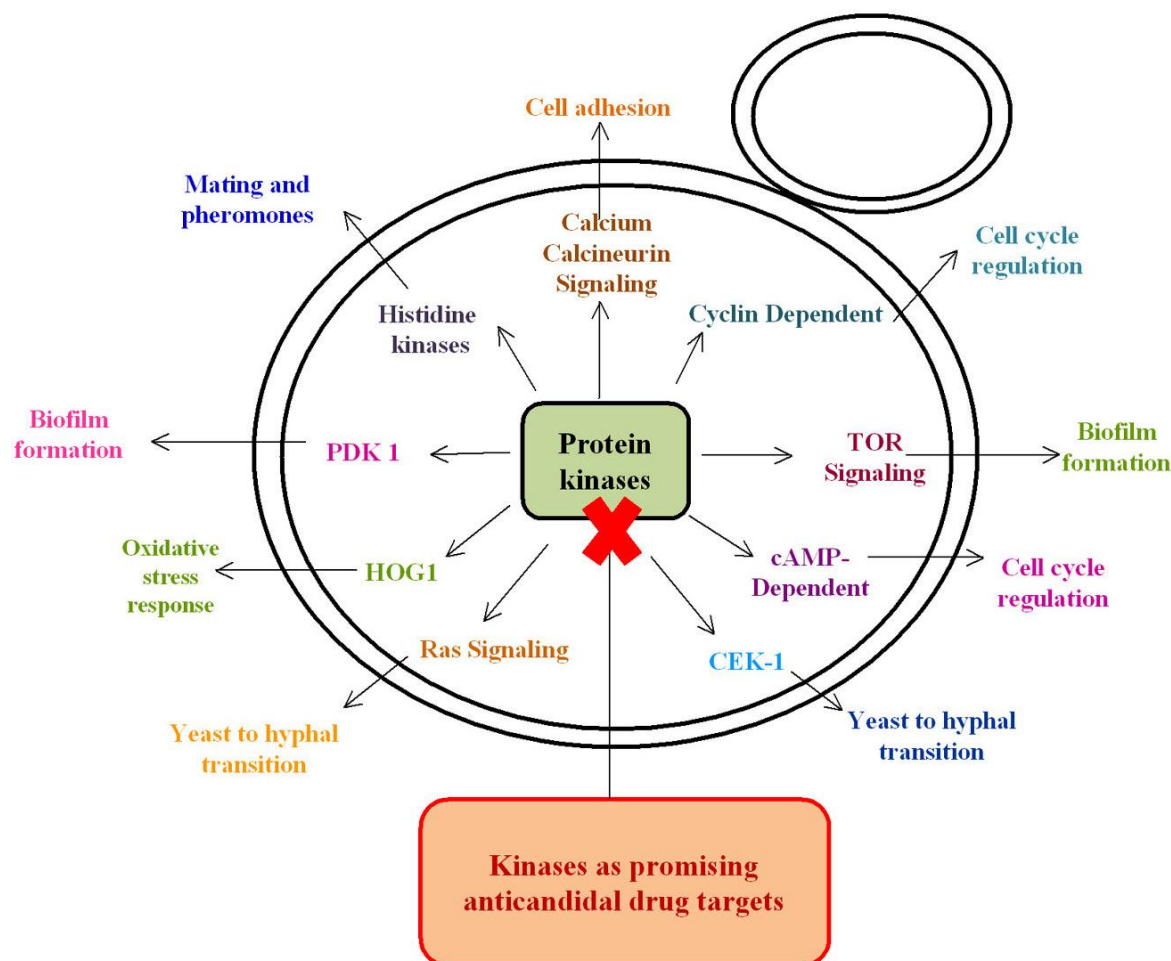 Cell adhesion
Mating and
pheromones
Calcium
Calcineurin
Signaling
Cell cycle
regulation
Histidine
kinases
Cyclin Dependent
Biofilm
formation
PDK 1
Protein
kinases
TOR
Signaling
Biofilm
formation
Oxidative
stress
response
HOG1
cAMP-
Dependent
Cell cycle
regulation
Ras Signaling
CEK-1
Yeast to hyphal
transition
Yeast to hyphal
transition
Kinases as promising
anticandidal drug targets